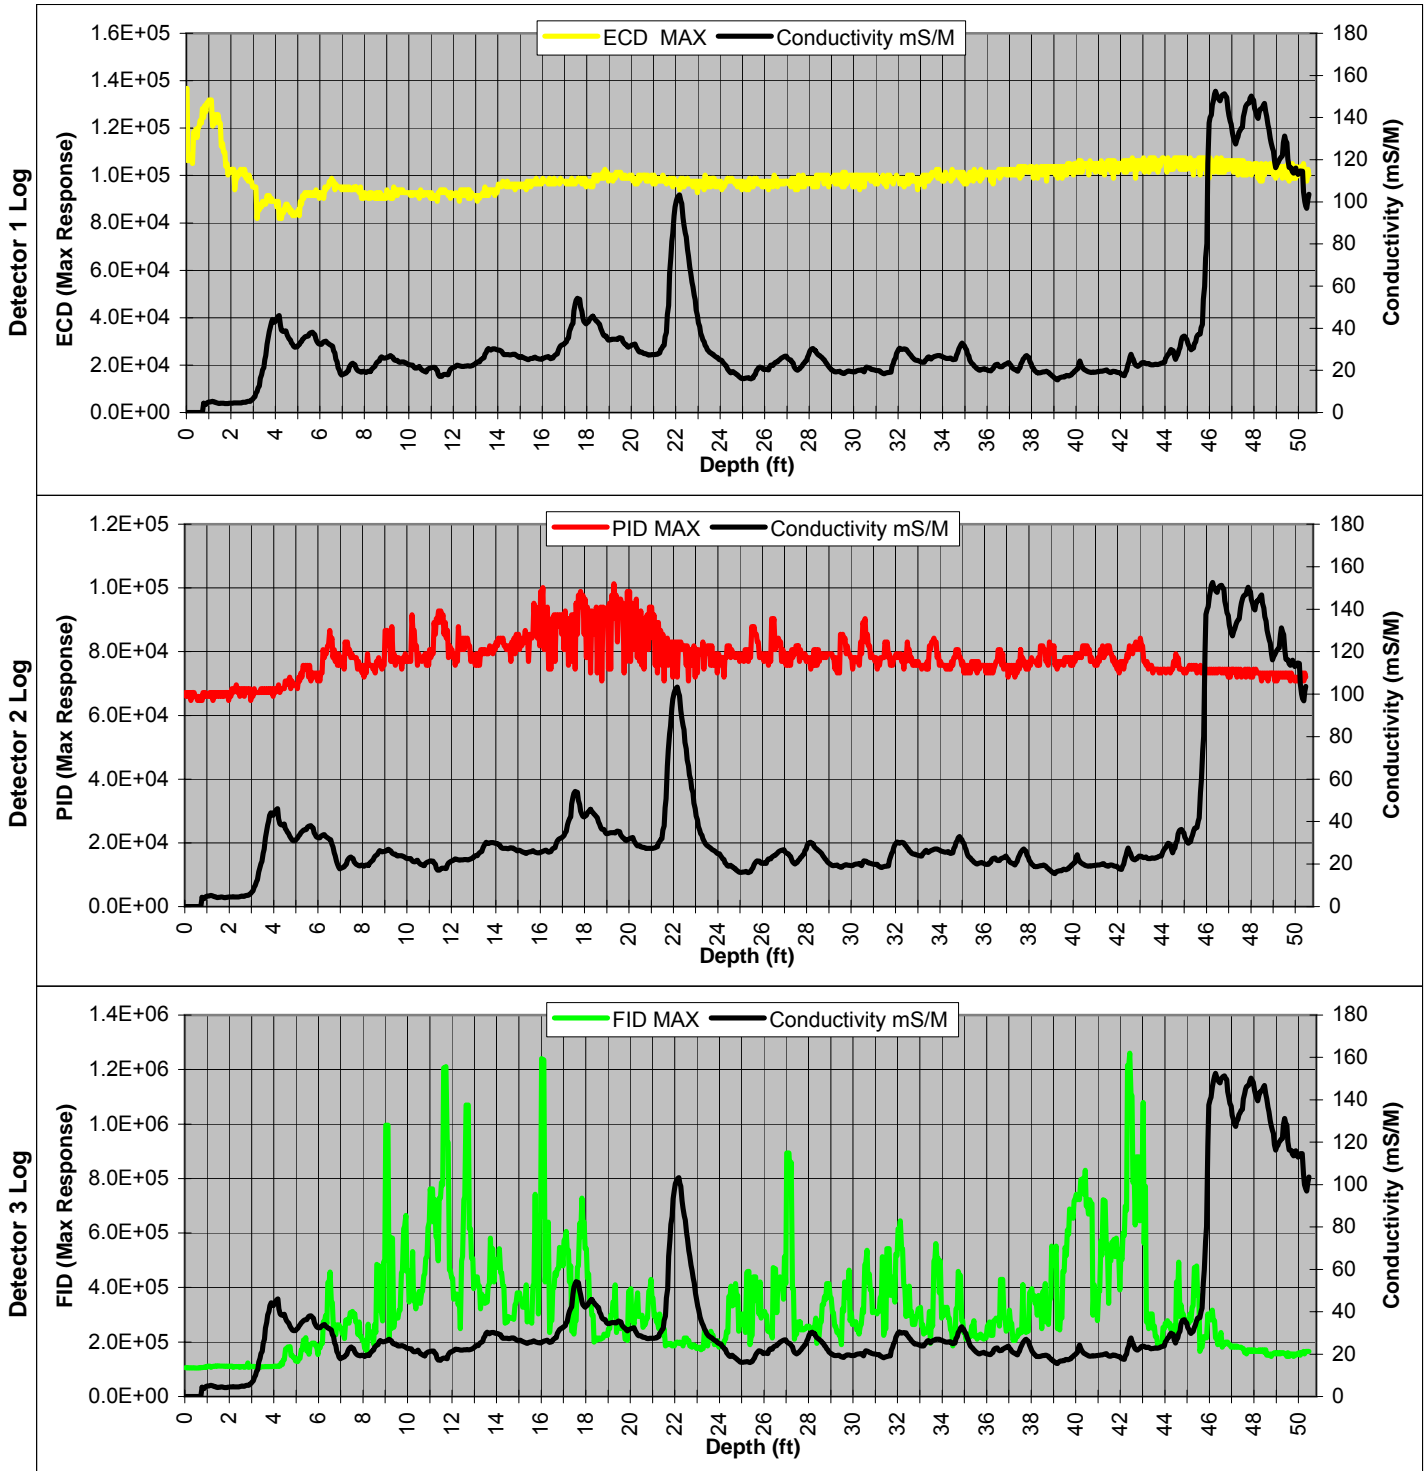 Detector 1 Log
ECD (Max Response)
1.6E+05
1.4E+05
1.2E+05
1.0E+05
8.0E+04
6.0E+04
4.0E+04
2.0E+04
0.0E+00
ECD MAX Conductivity mS/M
180
160
140
120
100
80
60
40
20
0
Conductivity (mS/M)
0 2 4 6 8 10 12 14 16 18 20 22 24 26 28 30 32 34 36 38 40 42 44 46 48 50
Depth (ft)
Detector 2 Log
PID (Max Response)
1.2E+05
1.0E+05
8.0E+04
6.0E+04
4.0E+04
2.0E+04
0.0E+00
PID MAX Conductivity mS/M
180
160
140
120
100
80
60
40
20
0
Conductivity (mS/M)
0 2 4 6 8 10 12 14 16 18 20 22 24 26 28 30 32 34 36 38 40 42 44 46 48 50
Depth (ft)
Detector 3 Log
FID (Max Response)
1.4E+06
1.2E+06
1.0E+06
8.0E+05
6.0E+05
4.0E+05
2.0E+05
0.0E+00
FID MAX Conductivity mS/M
180
160
140
120
100
80
60
40
20
0
Conductivity (mS/M)
0 2 4 6 8 10 12 14 16 18 20 22 24 26 28 30 32 34 36 38 40 42 44 46 48 50
Depth (ft)